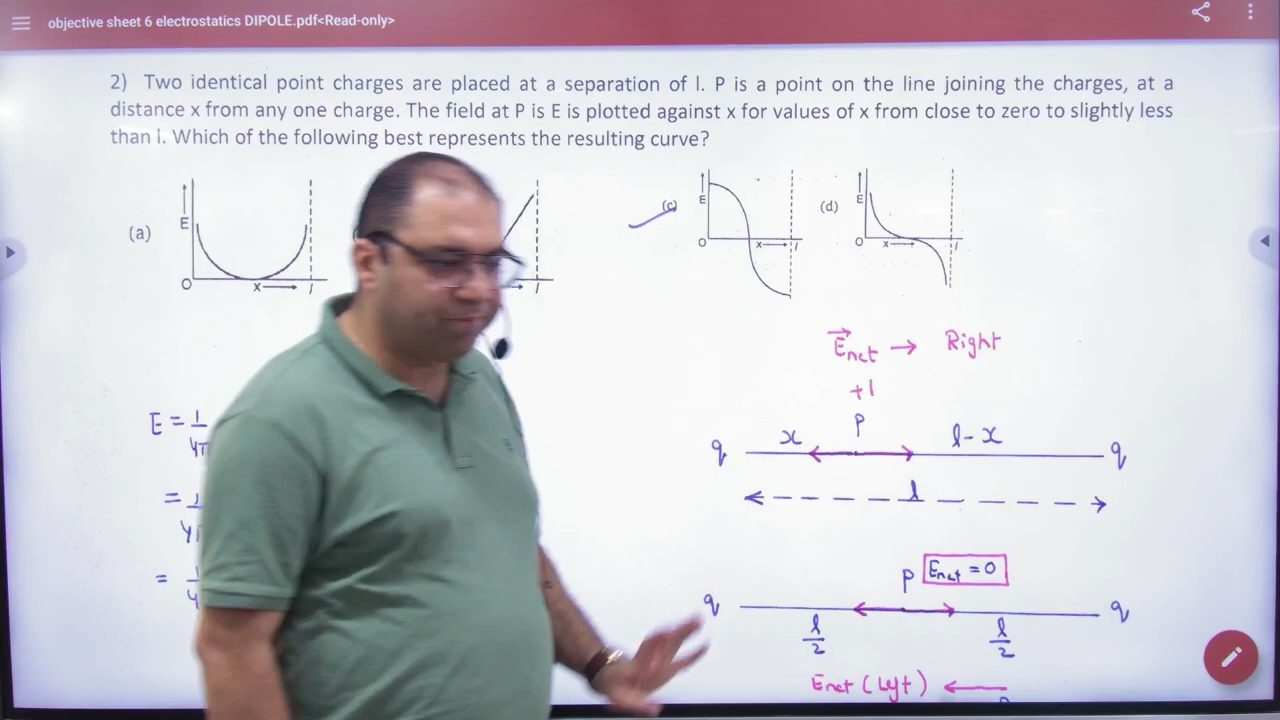 objective sheet 6 electrostatics DIPOLE.pdf<Read-only>
2) Two identical point charges are placed at a separation of l. P is a point on the line joining the charges, at a
distance x from any one charge. The field at P is E is plotted against x for values of x from close to zero to slightly less
than l. Which of the following best represents the resulting curve?
(a)
E
O
x
l
(c)
E
O
x
l
(d)
E
O
x
l
E⃗net → Right
+1
P
q
x
l-x
q
l
E = 1
4π
= 1
4π
= 1
4
P
Enet = 0
q
l/2
l/2
q
Enet (Left) ←